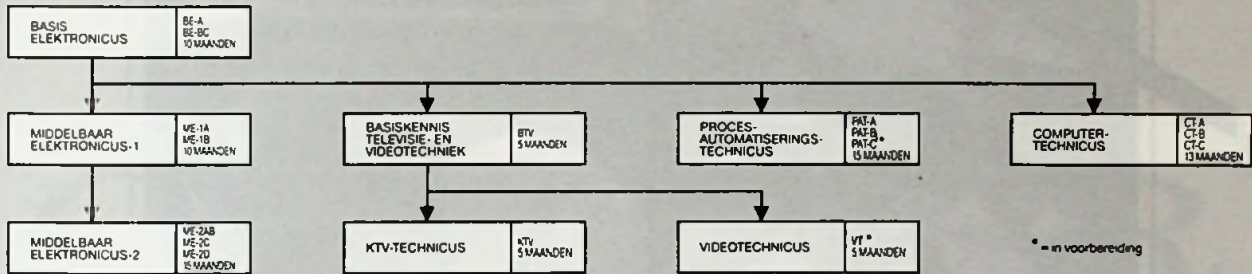 BASIS
ELEKTRONICUS
BE-A
BE-BC
10 MAANDEN
MIDDELBAAR
ELEKTRONICUS-1
ME-1A
ME-1B
10 MAANDEN
BASISKENNIS
TELEVISIE- EN
VIDEOTECHNIEK
BTV
5 MAANDEN
PROCES-
AUTOMATISERINGS-
TECHNICUS
PAT-A
PAT-B
PAT-C*
15 MAANDEN
COMPUTER-
TECHNICUS
CT-A
CT-B
CT-C
13 MAANDEN
MIDDELBAAR
ELEKTRONICUS-2
ME-2AB
ME-2C
ME-2D
15 MAANDEN
KTV-TECHNICUS
KTV
5 MAANDEN
VIDEOTECHNICUS
VT *
5 MAANDEN
* = in voorbereiding